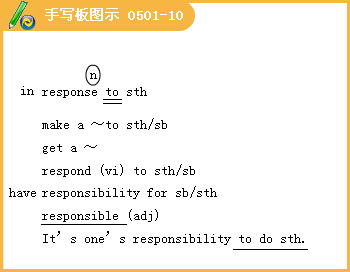 手写板图示 0501-10
n
in response to sth
make a ～to sth/sb
get a ～
respond (vi) to sth/sb
have responsibility for sb/sth
responsible (adj)
It's one's responsibility to do sth.